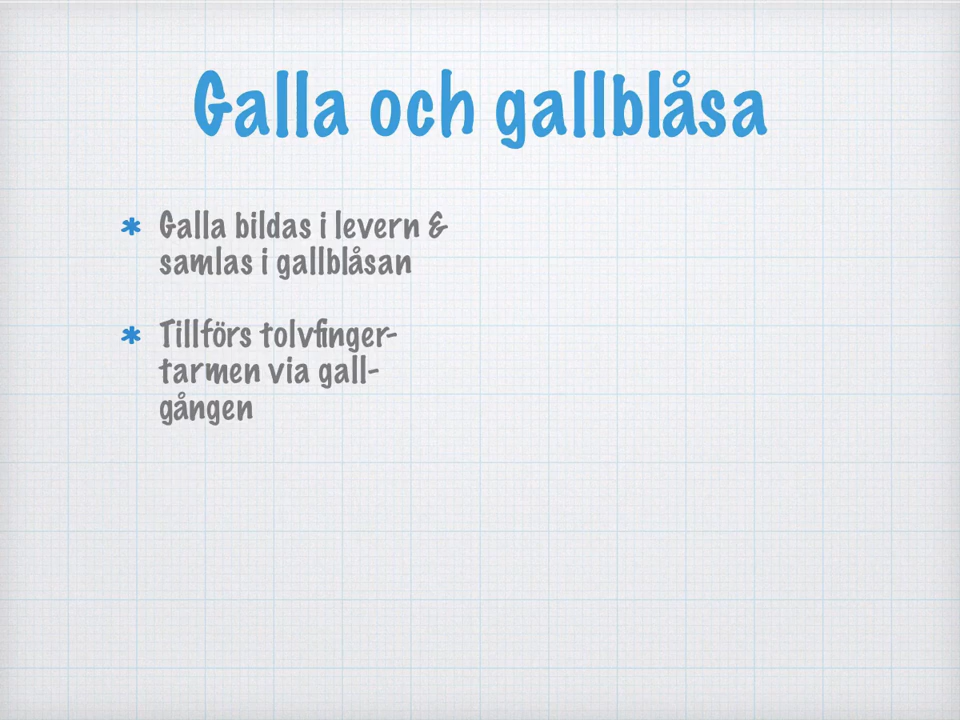 Galla och gallblåsa
Galla bildas i levern &
samlas i gallblåsan
Tillförs tolvfinger-
tarmen via gall-
gången